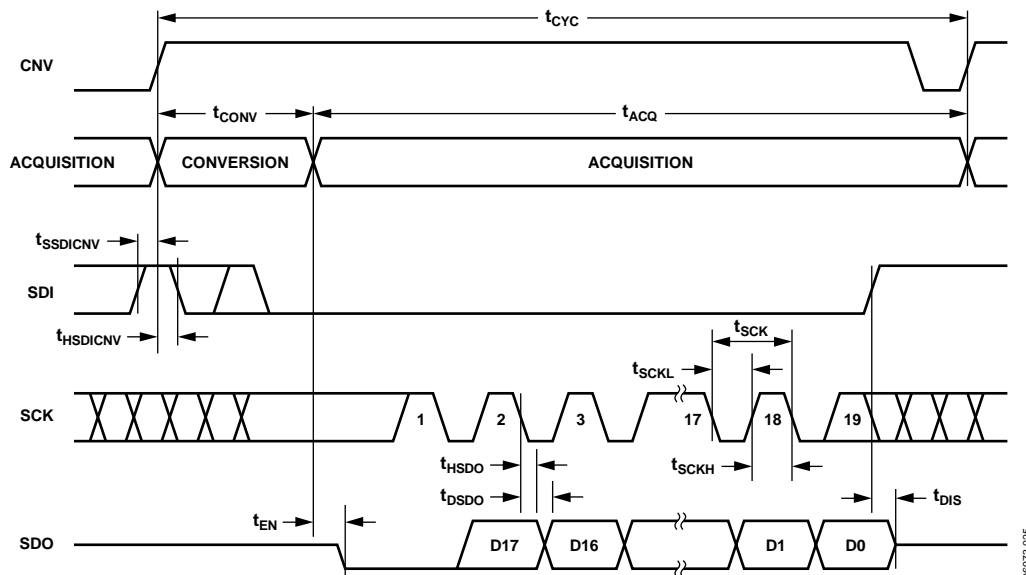 tCYC
CNV
tCONV
tACQ
ACQUISITION
CONVERSION
ACQUISITION
tSSDICNV
SDI
tHSDICNV
tSCK
tSCKL
SCK
1
2
3
17
18
19
tHSDO
tSCKH
tDSDO
tDIS
tEN
SDO
D17
D16
D1
D0